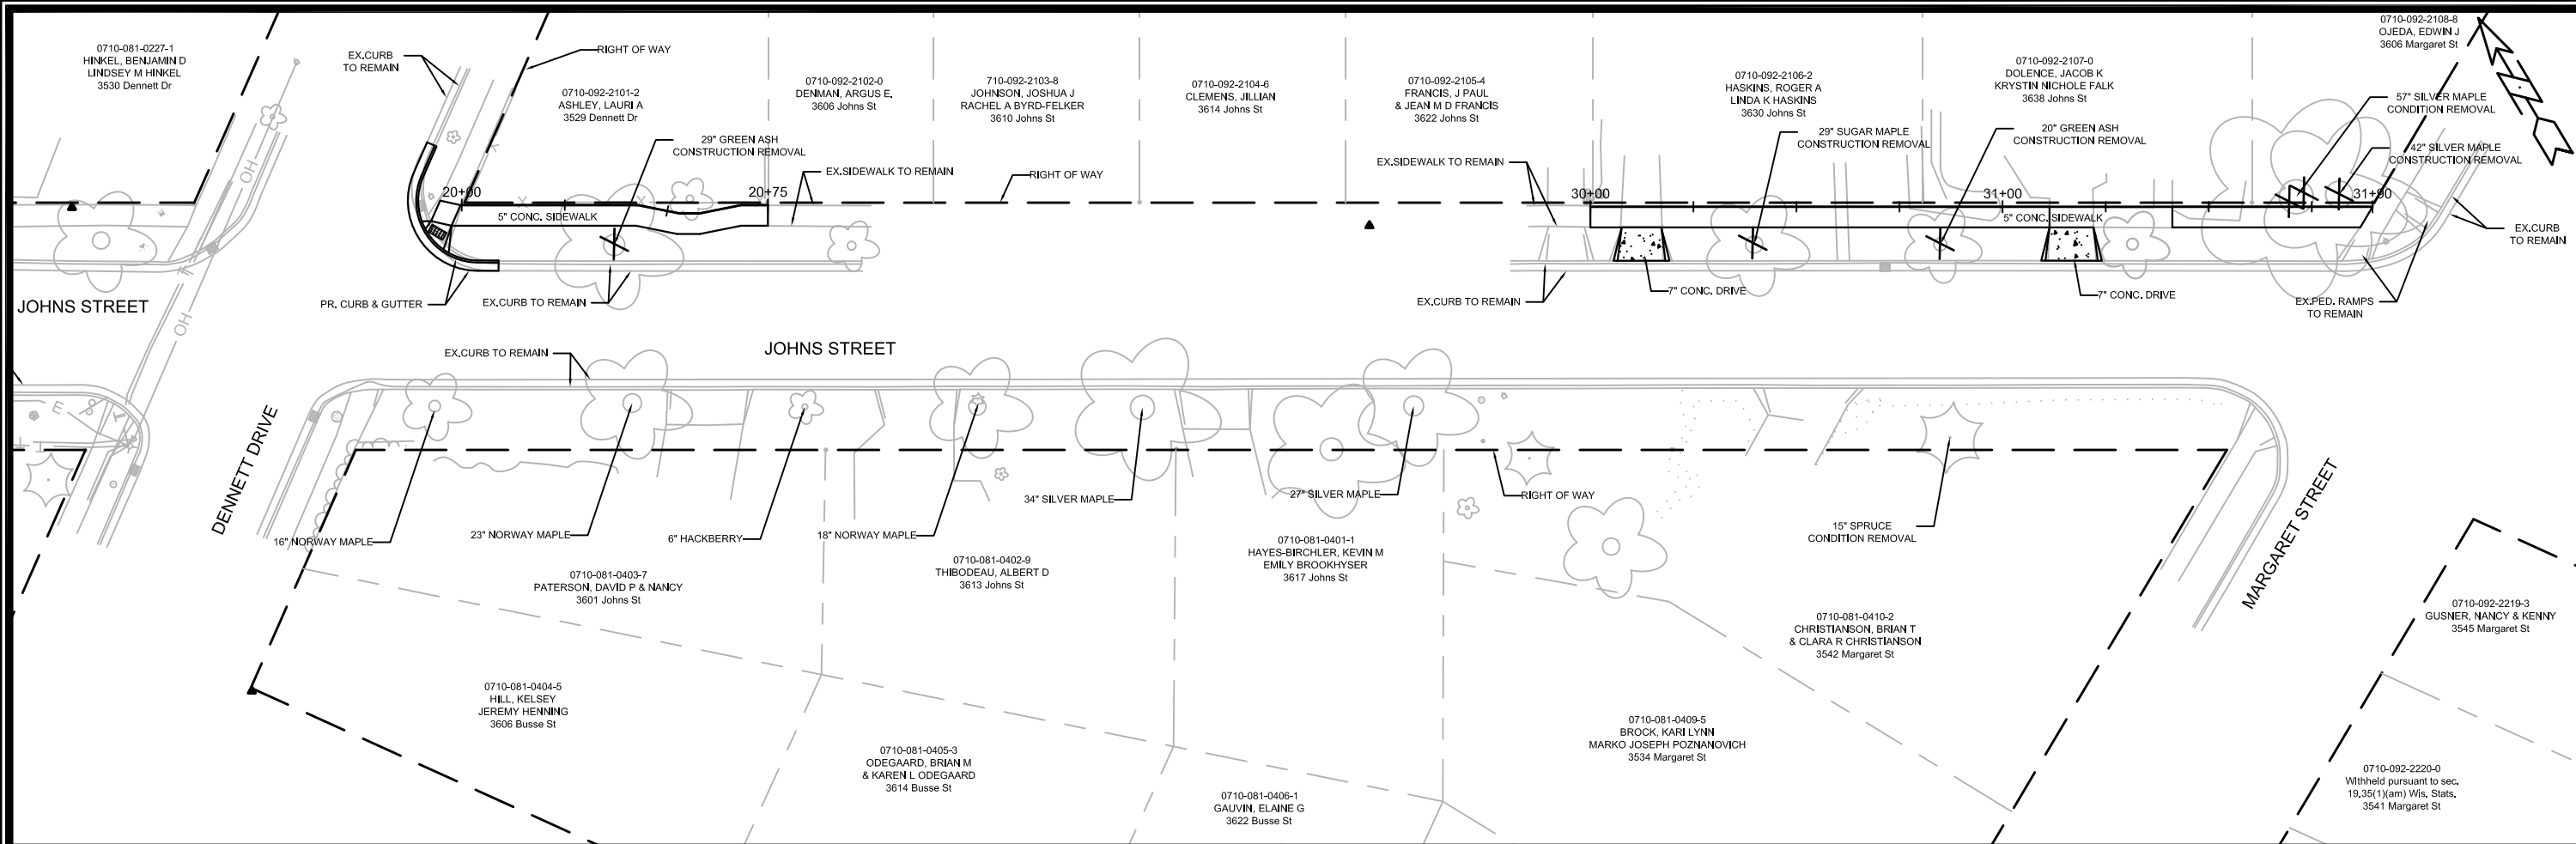 0710-081-0227-1
HINKEL, BENJAMIN D
LINDSEY M HINKEL
3530 Dennett Dr
EX.CURB
TO REMAIN
RIGHT OF WAY
0710-092-2101-2
ASHLEY, LAURI A
3529 Dennett Dr
29" GREEN ASH
CONSTRUCTION REMOVAL
0710-092-2102-0
DENMAN, ARGUS E.
3606 Johns St
710-092-2103-8
JOHNSON, JOSHUA J
RACHEL A BYRD-FELKER
3610 Johns St
0710-092-2104-6
CLEMENS, JILLIAN
3614 Johns St
0710-092-2105-4
FRANCIS, J PAUL
& JEAN M D FRANCIS
3622 Johns St
0710-092-2106-2
HASKINS, ROGER A
LINDA K HASKINS
3630 Johns St
0710-092-2107-0
DOLENCE, JACOB K
KRYSTIN NICHOLE FALK
3638 Johns St
0710-092-2108-8
OJEDA, EDWIN J
3606 Margaret St
57" SILVER MAPLE
CONDITION REMOVAL
29" SUGAR MAPLE
CONSTRUCTION REMOVAL
20" GREEN ASH
CONSTRUCTION REMOVAL
42" SILVER MAPLE
CONSTRUCTION REMOVAL
EX.SIDEWALK TO REMAIN
RIGHT OF WAY
EX.SIDEWALK TO REMAIN
20+00
20+75
30+00
31+00
31+90
5" CONC. SIDEWALK
5" CONC. SIDEWALK
EX.CURB
TO REMAIN
OH
OH
JOHNS STREET
PR. CURB & GUTTER
EX.CURB TO REMAIN
EX.CURB TO REMAIN
7" CONC. DRIVE
7" CONC. DRIVE
EX.PED. RAMPS
TO REMAIN
EX.CURB TO REMAIN
JOHNS STREET
E
DENNETT DRIVE
MARGARET STREET
16" NORWAY MAPLE
23" NORWAY MAPLE
6" HACKBERRY
18" NORWAY MAPLE
34" SILVER MAPLE
27" SILVER MAPLE
RIGHT OF WAY
15" SPRUCE
CONDITION REMOVAL
0710-081-0403-7
PATERSON, DAVID P & NANCY
3601 Johns St
0710-081-0402-9
THIBODEAU, ALBERT D
3613 Johns St
0710-081-0401-1
HAYES-BIRCHLER, KEVIN M
EMILY BROOKHYSER
3617 Johns St
0710-081-0410-2
CHRISTIANSON, BRIAN T
& CLARA R CHRISTIANSON
3542 Margaret St
0710-092-2219-3
GUSNER, NANCY & KENNY
3545 Margaret St
0710-081-0404-5
HILL, KELSEY
JEREMY HENNING
3606 Busse St
0710-081-0405-3
ODEGAARD, BRIAN M
& KAREN L ODEGAARD
3614 Busse St
0710-081-0406-1
GAUVIN, ELAINE G
3622 Busse St
0710-081-0409-5
BROCK, KARI LYNN
MARKO JOSEPH POZNANOVICH
3534 Margaret St
0710-092-2220-0
Withheld pursuant to sec.
19.35(1)(am) Wis. Stats.
3541 Margaret St